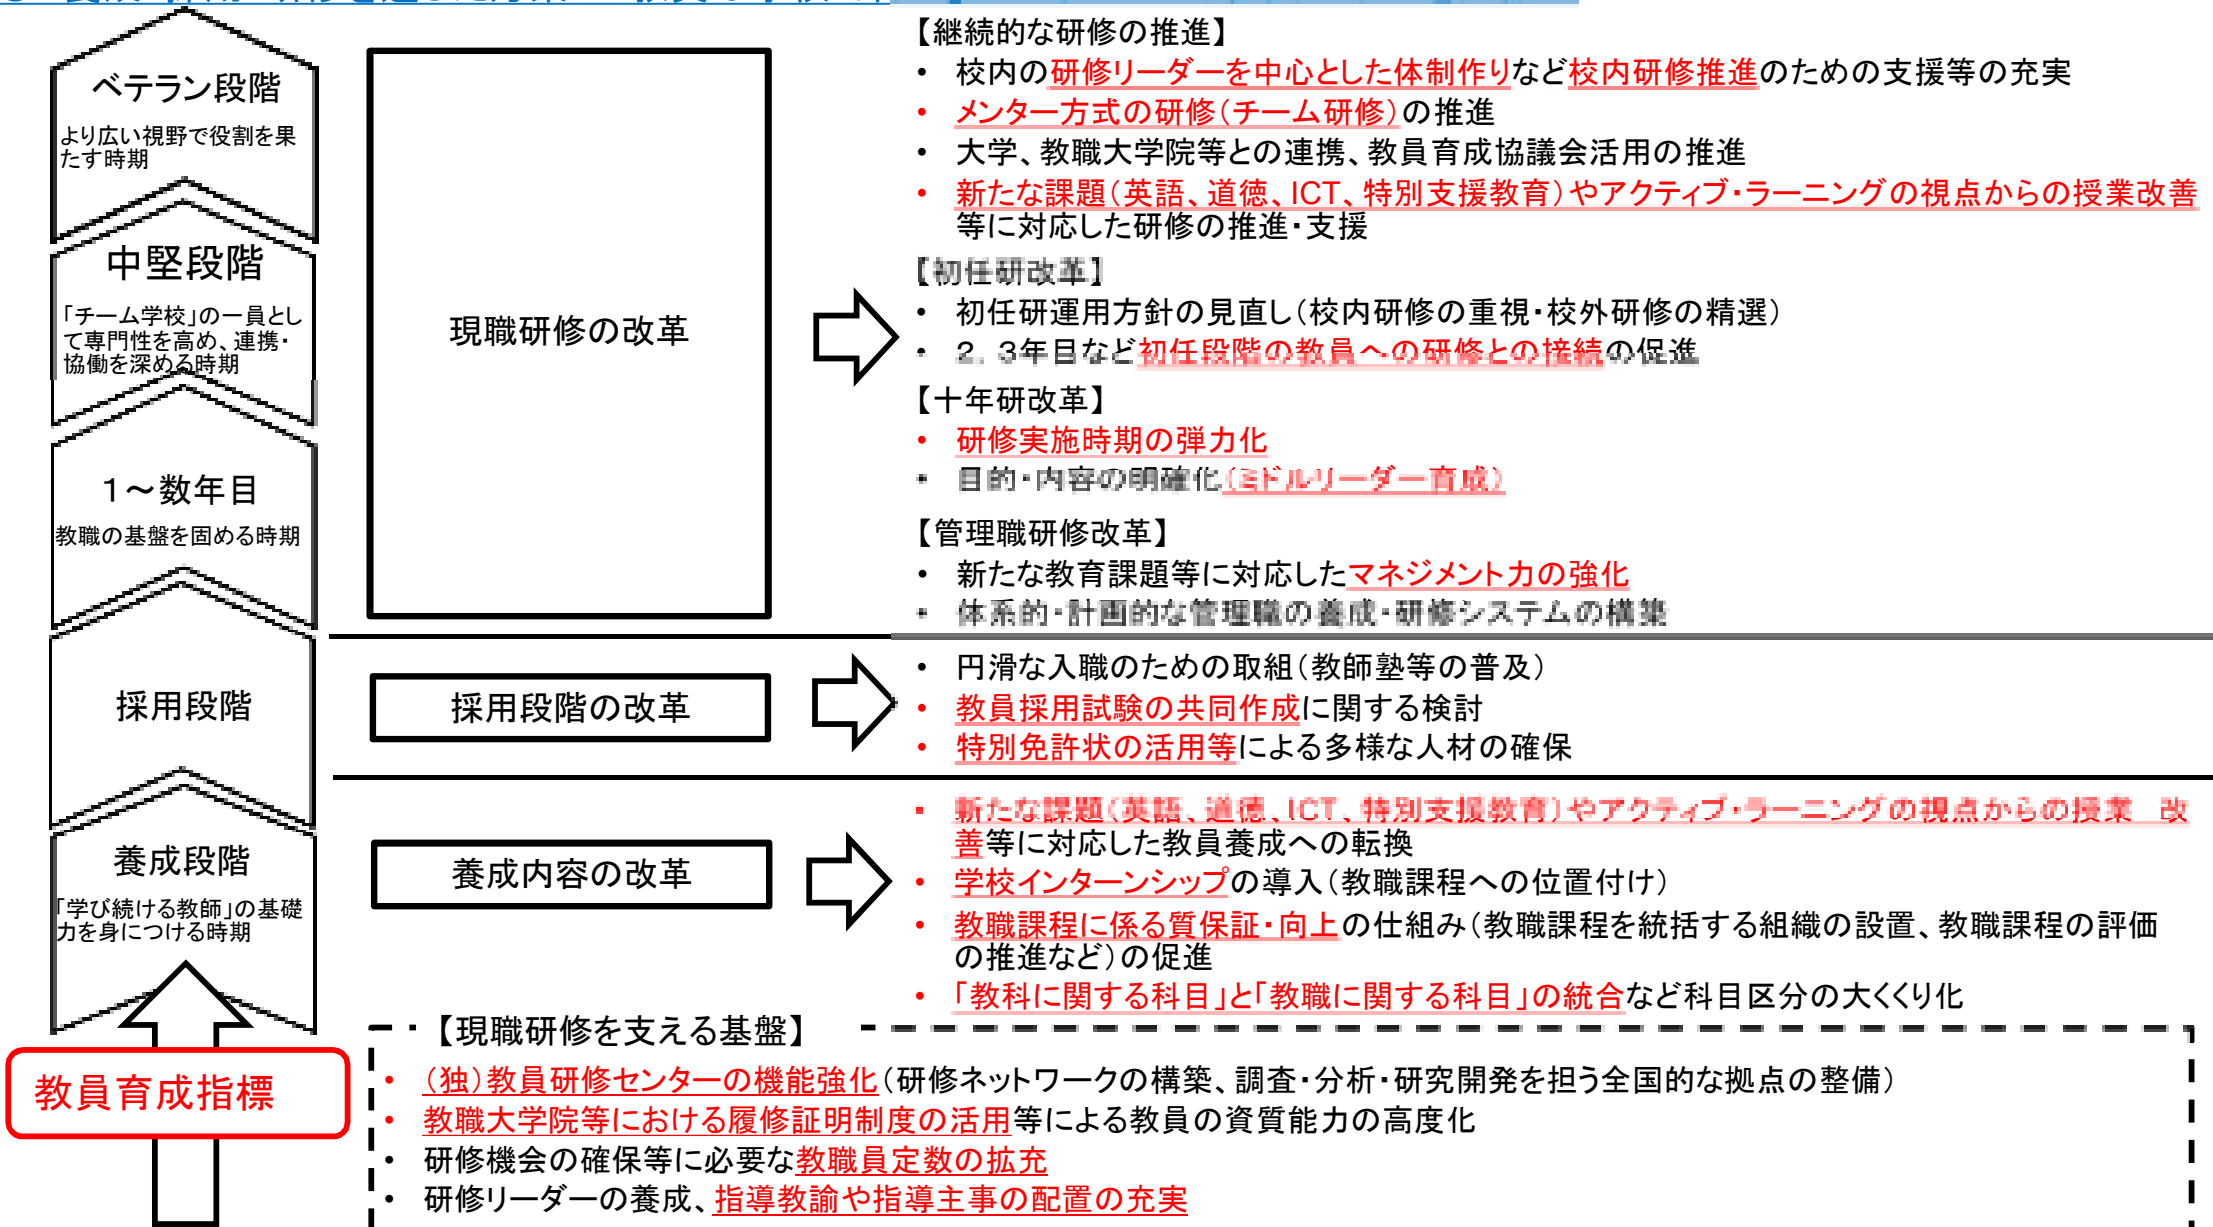 ベテラン段階
より広い視野で役割を果
たす時期
中堅段階
「チーム学校」の一員とし
て専門性を高め、連携・
協働を深める時期
1～数年目
教職の基盤を固める時期
採用段階
養成段階
「学び続ける教師」の基礎
力を身につける時期
教員育成指標
現職研修の改革
【継続的な研修の推進】
• 校内の研修リーダーを中心とした体制作りなど校内研修推進のための支援等の充実
• メンター方式の研修（チーム研修）の推進
• 大学、教職大学院等との連携、教員育成協議会活用の推進
• 新たな課題（英語、道徳、ICT、特別支援教育）やアクティブ・ラーニングの視点からの授業改善
等に対応した研修の推進・支援
【初任研改革】
• 初任研運用方針の見直し（校内研修の重視・校外研修の精選）
• ２，３年目など初任段階の教員への研修との接続の促進
【十年研改革】
• 研修実施時期の弾力化
• 目的・内容の明確化（ミドルリーダー育成）
【管理職研修改革】
• 新たな教育課題等に対応したマネジメント力の強化
• 体系的・計画的な管理職の養成・研修システムの構築
採用段階の改革
• 円滑な入職のための取組（教師塾等の普及）
• 教員採用試験の共同作成に関する検討
• 特別免許状の活用等による多様な人材の確保
養成内容の改革
• 新たな課題（英語、道徳、ICT、特別支援教育）やアクティブ・ラーニングの視点からの授業　改
善等に対応した教員養成への転換
• 学校インターンシップの導入（教職課程への位置付け）
• 教職課程に係る質保証・向上の仕組み（教職課程を統括する組織の設置、教職課程の評価
の推進など）の促進
• 「教科に関する科目」と「教職に関する科目」の統合など科目区分の大くくり化
【現職研修を支える基盤】
• （独）教員研修センターの機能強化（研修ネットワークの構築、調査・分析・研究開発を担う全国的な拠点の整備）
• 教職大学院等における履修証明制度の活用等による教員の資質能力の高度化
• 研修機会の確保等に必要な教職員定数の拡充
• 研修リーダーの養成、指導教諭や指導主事の配置の充実